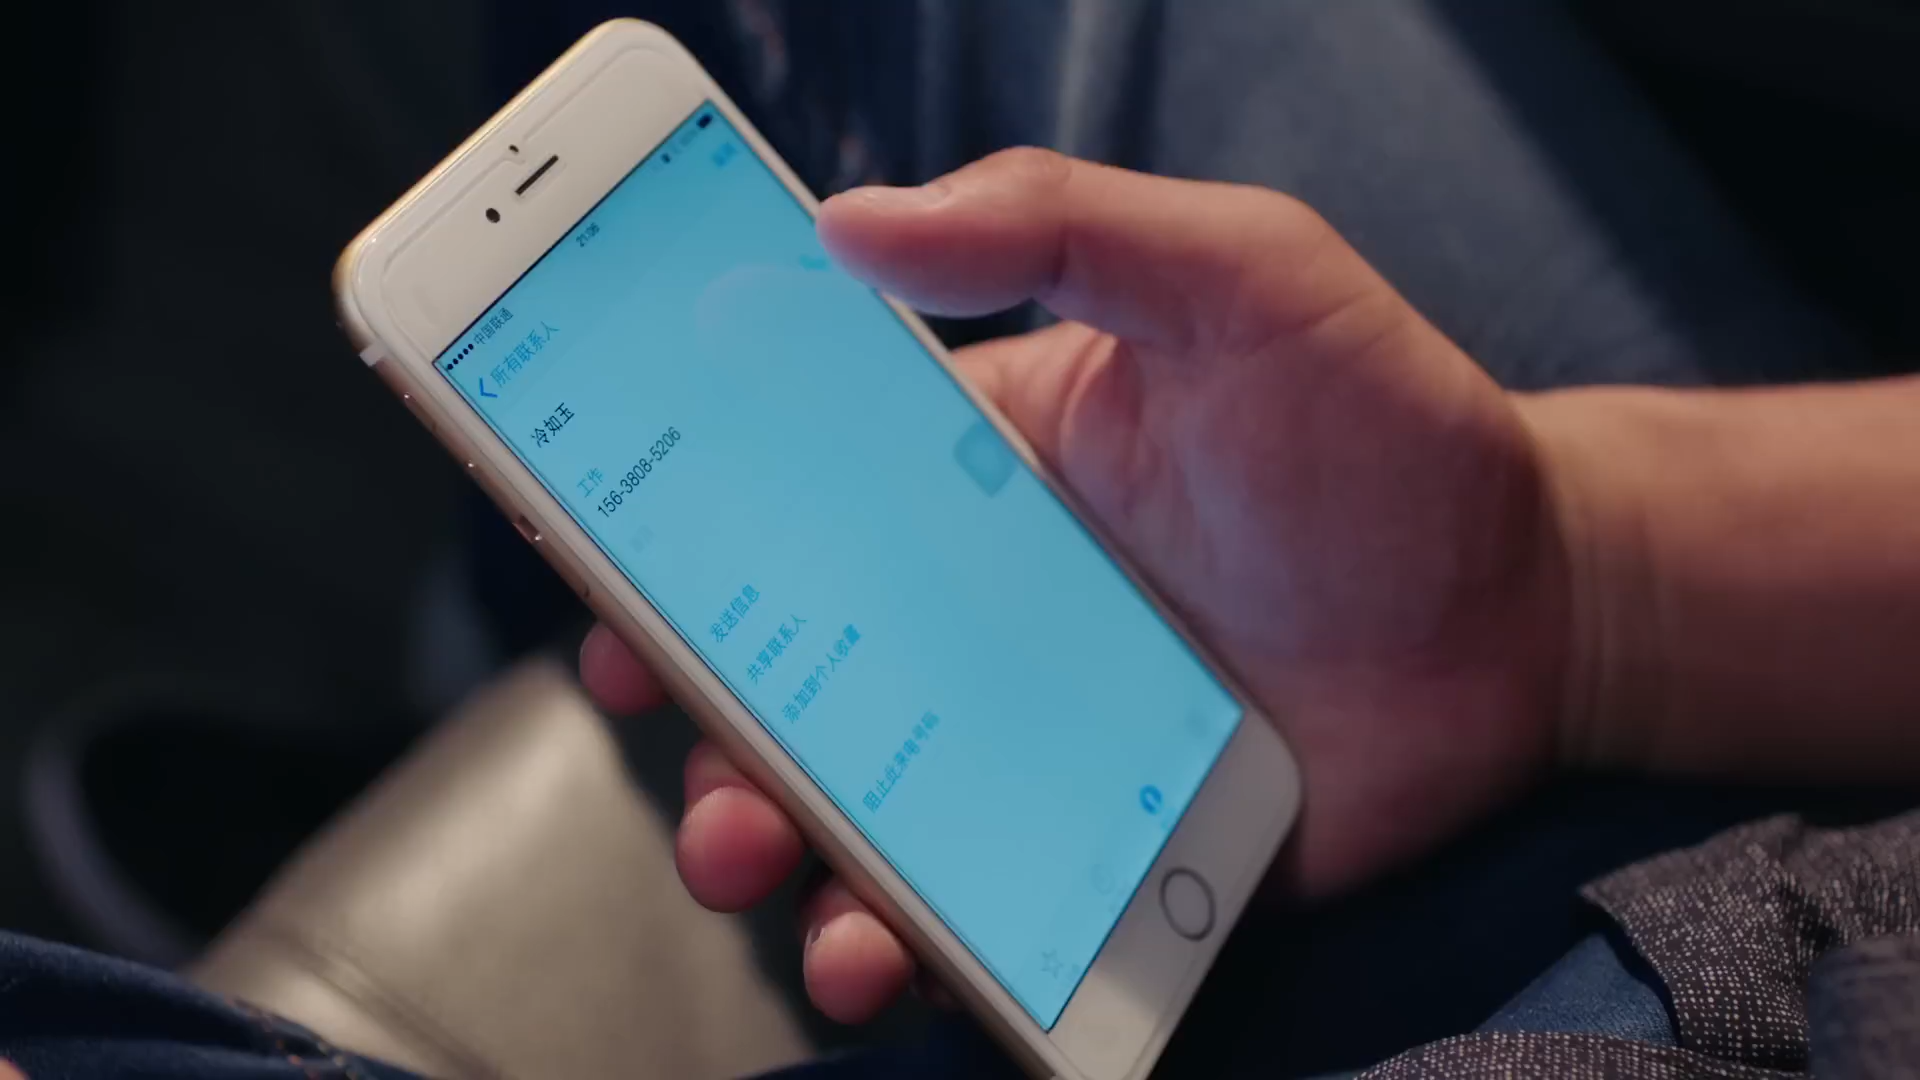 中国联通 21:06
所有联系人
冷如玉
工作
156-3808-5206
发送信息
共享联系人
添加到个人收藏
阻止此来电号码